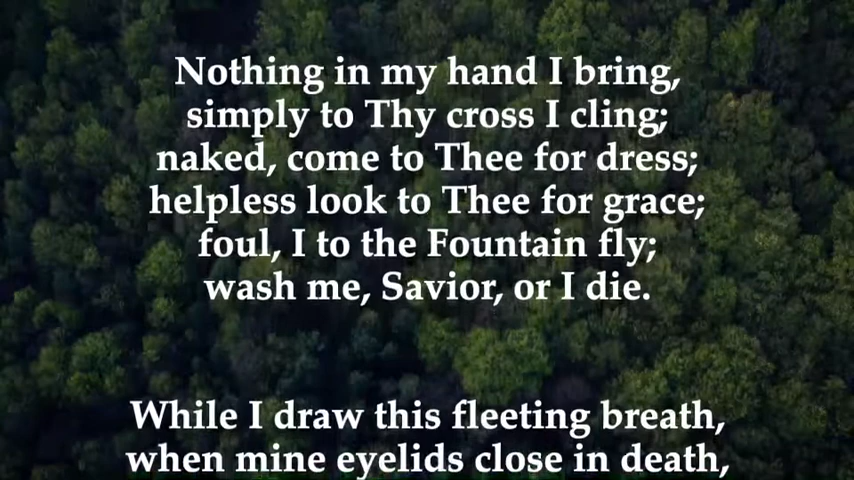 Nothing in my hand I bring,
simply to Thy cross I cling;
naked, come to Thee for dress;
helpless look to Thee for grace;
foul, I to the Fountain fly;
wash me, Savior, or I die.
While I draw this fleeting breath,
when mine eyelids close in death,